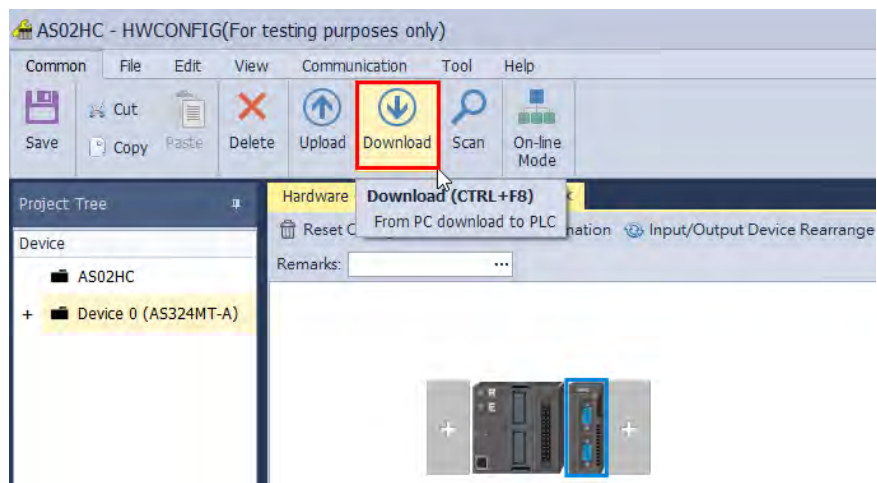 AS02HC - HWCONFIG(For testing purposes only)
Common File Edit View Communication Tool Help
Save Cut Copy Paste Delete Upload Download Scan On-line
Mode
Project Tree
Hardware
Download (CTRL+F8)
From PC download to PLC
Device
Reset
Input/Output Device Rearrange
Remarks: ...
AS02HC
+ Device 0 (AS324MT-A)
R
E
+ +